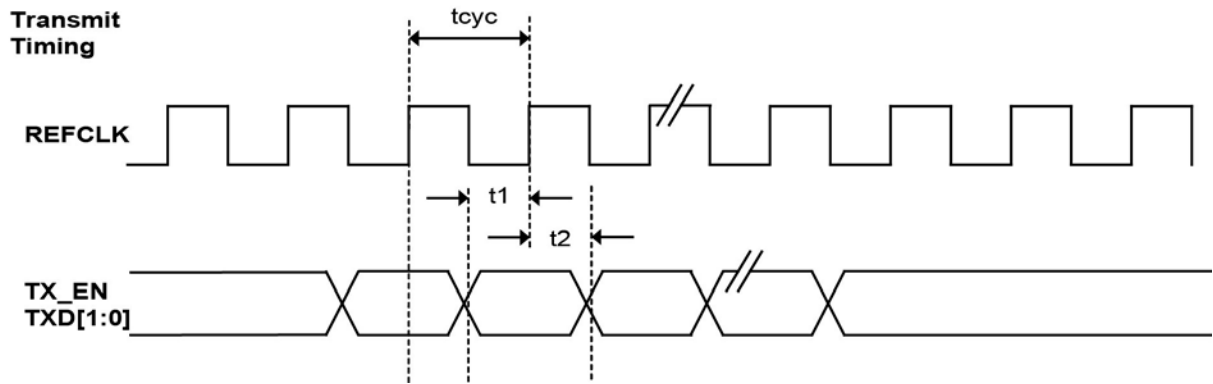 Transmit
Timing
tcyc
REFCLK
t1
t2
TX_EN
TXD[1:0]